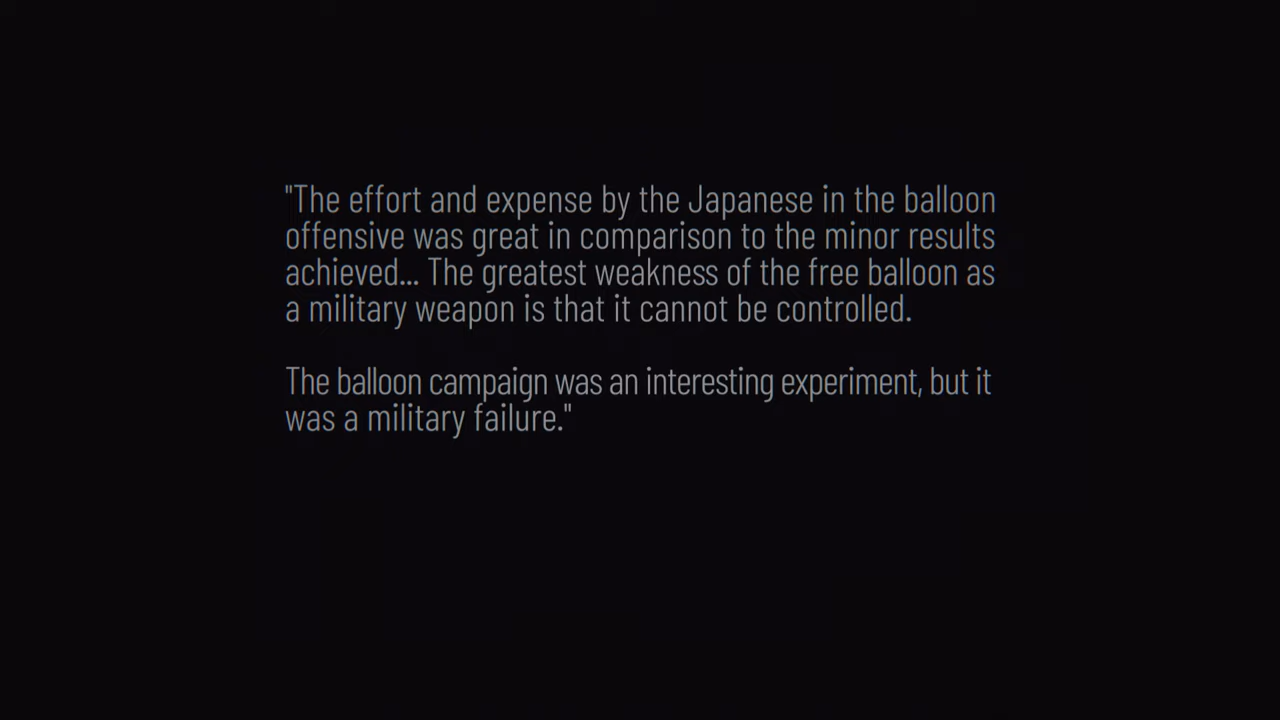 "The effort and expense by the Japanese in the balloon
offensive was great in comparison to the minor results
achieved... The greatest weakness of the free balloon as
a military weapon is that it cannot be controlled.
The balloon campaign was an interesting experiment, but it
was a military failure."